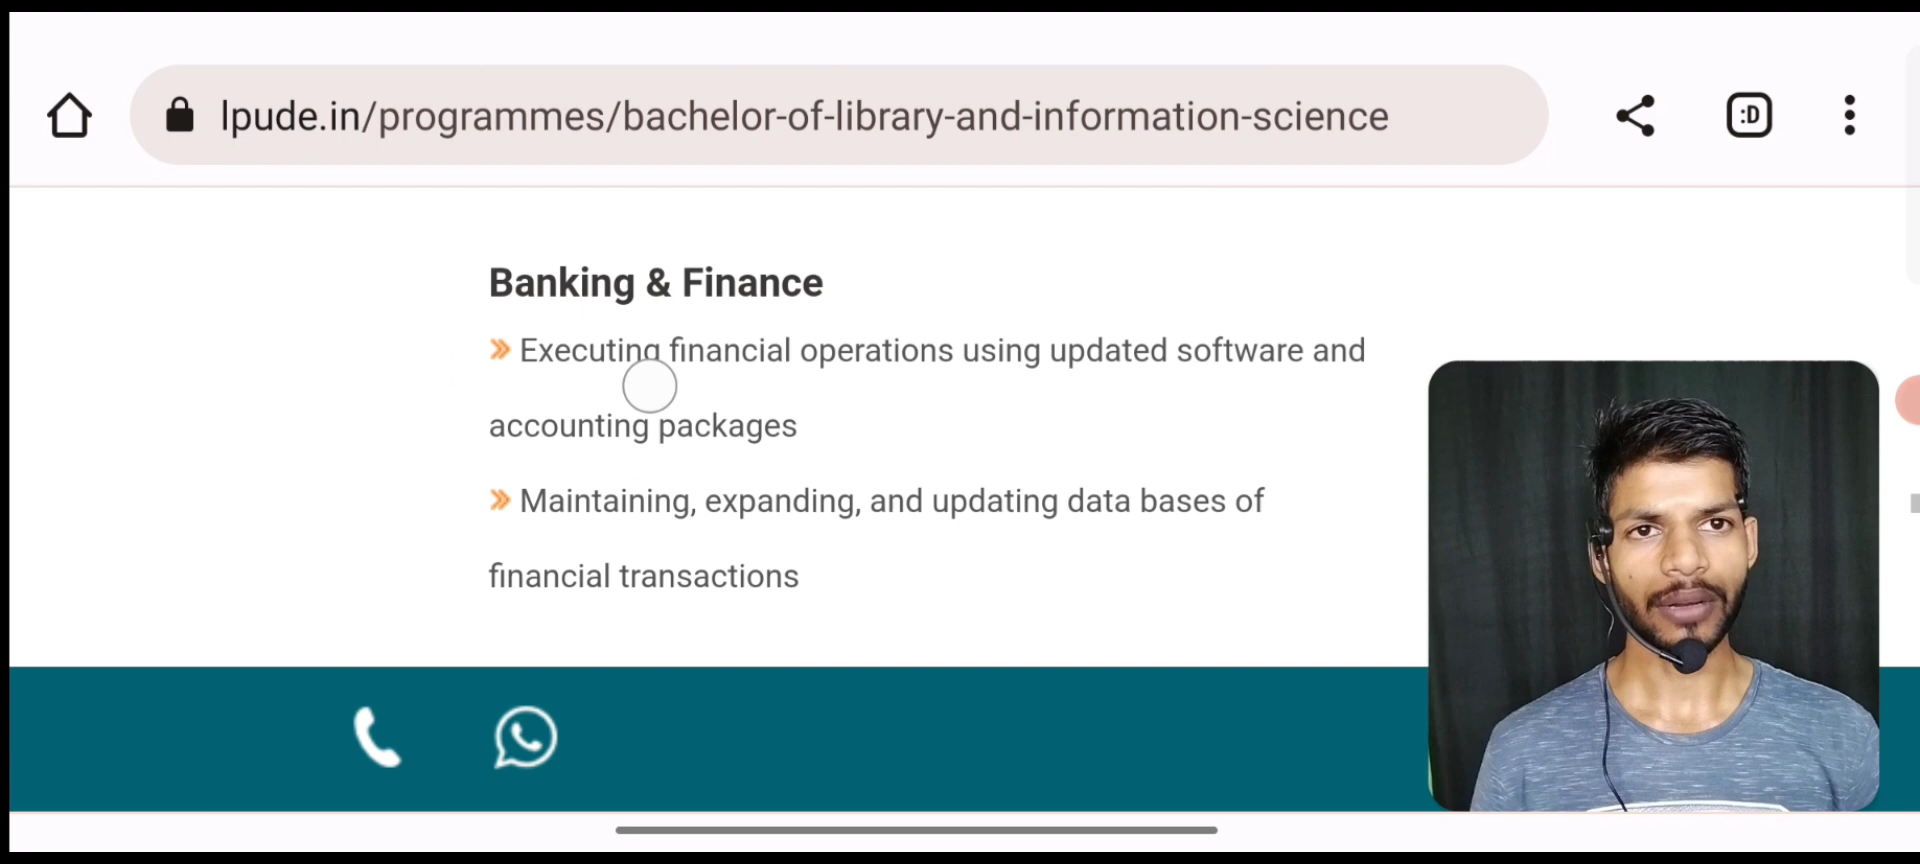 lpude.in/programmes/bachelor-of-library-and-information-science
:D
Banking & Finance
Executing financial operations using updated software and
accounting packages
Maintaining, expanding, and updating data bases of
financial transactions